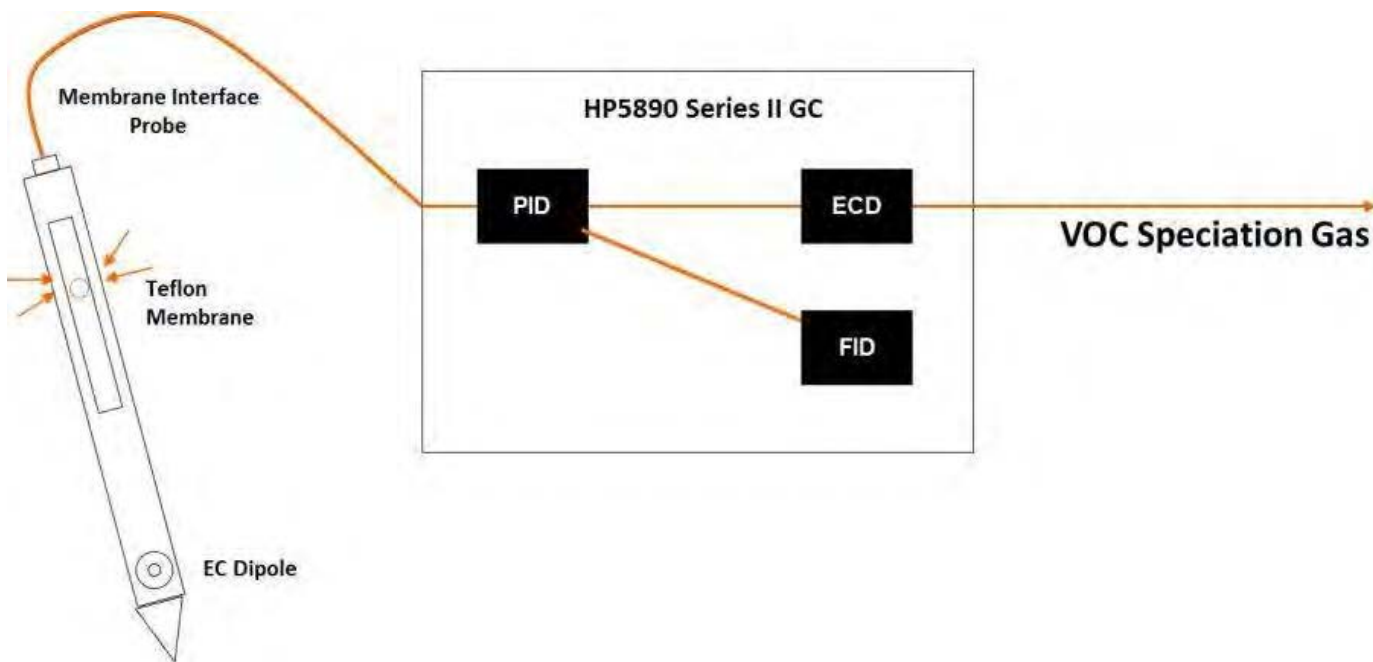 Membrane Interface
Probe
HP5890 Series II GC
PID
ECD
VOC Speciation Gas
Teflon
Membrane
FID
EC Dipole